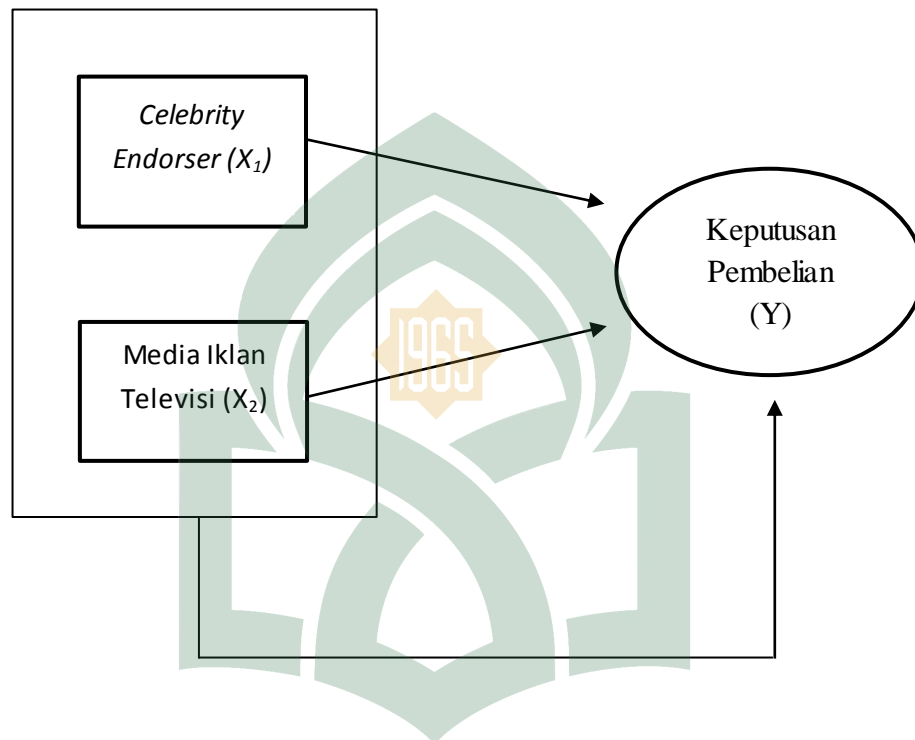 Celebrity
Endorser (X₁)
Keputusan
Pembelian
(Y)
1965
Media Iklan
Televisi (X₂)